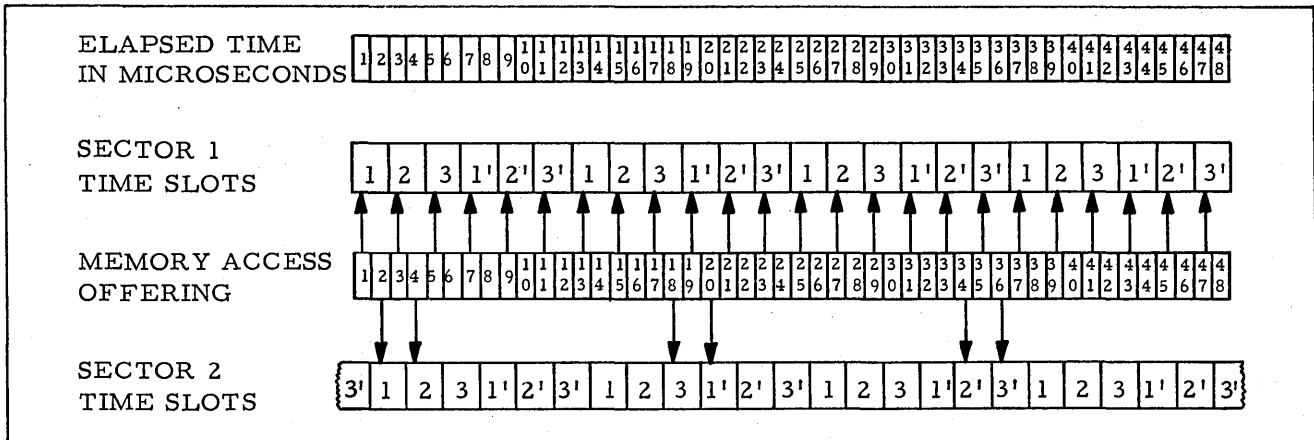 ELAPSED TIME
IN MICROSECONDS 1 2 3 4 5 6 7 8 9 10 11 12 13 14 15 16 17 18 19 20 21 22 23 24 25 26 27 28 29 30 31 32 33 34 35 36 37 38 39 40 41 42 43 44 45 46 47 48
SECTOR 1
TIME SLOTS 1 2 3 1' 2' 3' 1 2 3 1' 2' 3' 1 2 3 1' 2' 3' 1 2 3 1' 2' 3'
MEMORY ACCESS
OFFERING 1 2 3 4 5 6 7 8 9 10 11 12 13 14 15 16 17 18 19 20 21 22 23 24 25 26 27 28 29 30 31 32 33 34 35 36 37 38 39 40 41 42 43 44 45 46 47 48
SECTOR 2
TIME SLOTS 3' 1 2 3 1' 2' 3' 1 2 3 1' 2' 3' 1 2 3 1' 2' 3' 1 2 3 1' 2' 3'